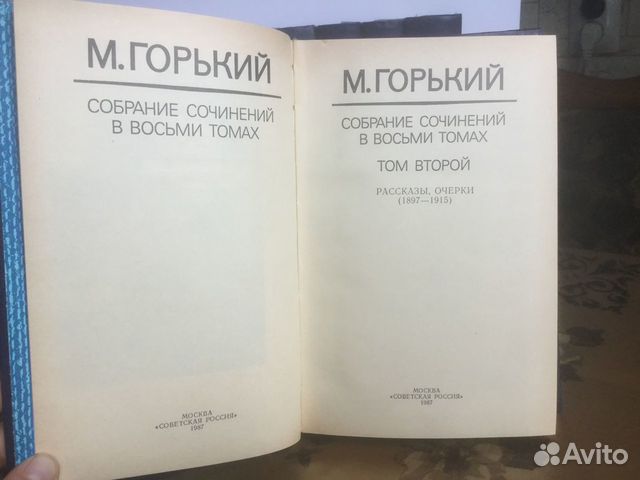 М.ГОРЬКИЙ
СОБРАНИЕ СОЧИНЕНИЙ
В ВОСЬМИ ТОМАХ
МОСКВА
«СОВЕТСКАЯ РОССИЯ»
1987
М.ГОРЬКИЙ
СОБРАНИЕ СОЧИНЕНИЙ
В ВОСЬМИ ТОМАХ
ТОМ ВТОРОЙ
РАССКАЗЫ, ОЧЕРКИ
(1897—1915)
МОСКВА
«СОВЕТСКАЯ РОССИЯ»
1987
Avito